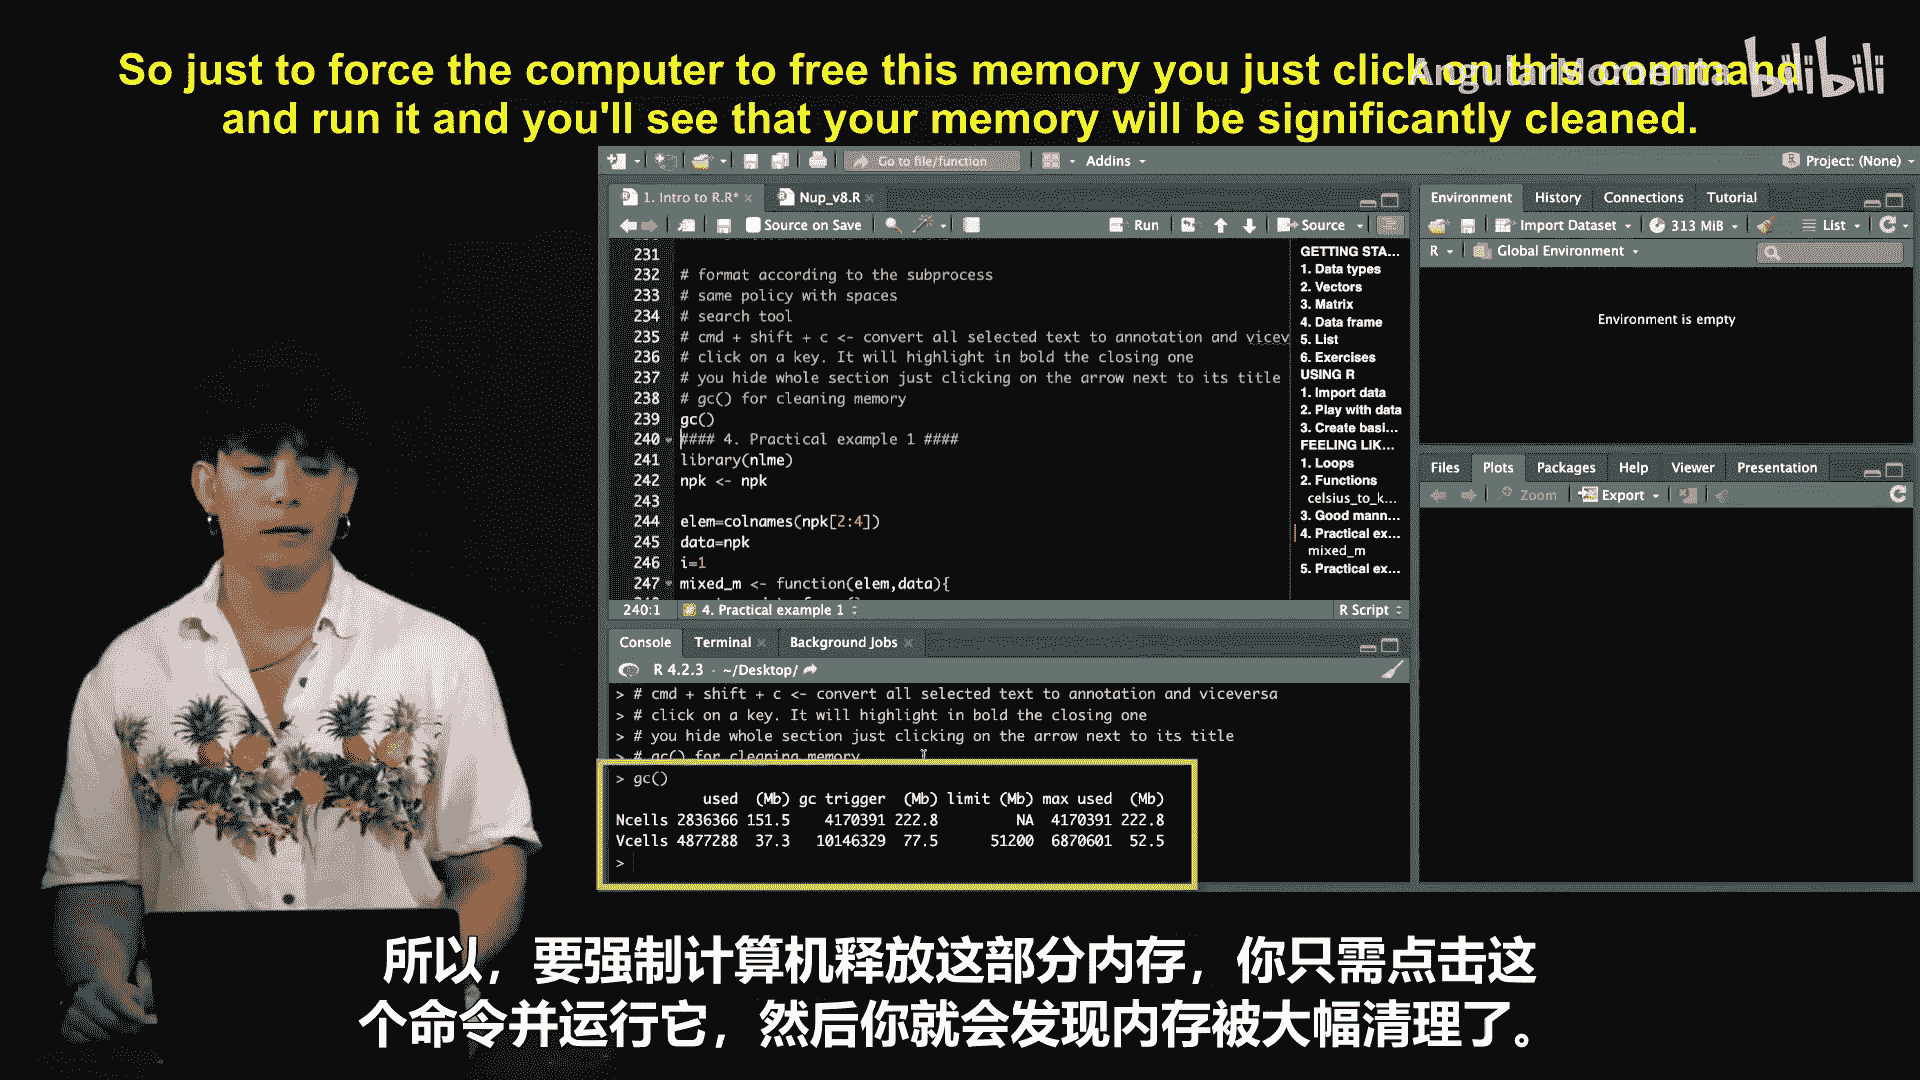 So just to force the computer to free this memory you just click on this command
and run it and you'll see that your memory will be significantly cleaned.
AngularMomenta bilibili
Go to file/function
Addins
Project: (None)
1. Intro to R.R*
Nup_v8.R
Source on Save
Run
Source
231
232 # format according to the subprocess
233 # same policy with spaces
234 # search tool
235 # cmd + shift + c <- convert all selected text to annotation and vicev
236 # click on a key. It will highlight in bold the closing one
237 # you hide whole section just clicking on the arrow next to its title
238 # gc() for cleaning memory
239 gc()
240 #### 4. Practical example 1 ####
241 library(nlme)
242 npk <- npk
243
244 elem=colnames(npk[2:4])
245 data=npk
246 i=1
247 mixed_m <- function(elem,data){
GETTING STA...
1. Data types
2. Vectors
3. Matrix
4. Data frame
5. List
6. Exercises
USING R
1. Import data
2. Play with data
3. Create basi...
FEELING LIK...
1. Loops
2. Functions
celsius_to_k...
3. Good mann...
4. Practical ex...
mixed_m
5. Practical ex...
240:1 4. Practical example 1 R Script
Environment History Connections Tutorial
Import Dataset 313 MiB List
R Global Environment
Environment is empty
Files Plots Packages Help Viewer Presentation
Zoom Export
Console Terminal Background Jobs
R 4.2.3 · ~/Desktop/
> # cmd + shift + c <- convert all selected text to annotation and viceversa
> # click on a key. It will highlight in bold the closing one
> # you hide whole section just clicking on the arrow next to its title
> # gc() for cleaning memory
> gc()
used (Mb) gc trigger (Mb) limit (Mb) max used (Mb)
Ncells 2836366 151.5 4170391 222.8 NA 4170391 222.8
Vcells 4877288 37.3 10146329 77.5 51200 6870601 52.5
>
所以，要强制计算机释放这部分内存，你只需点击这
个命令并运行它，然后你就会发现内存被大幅清理了。